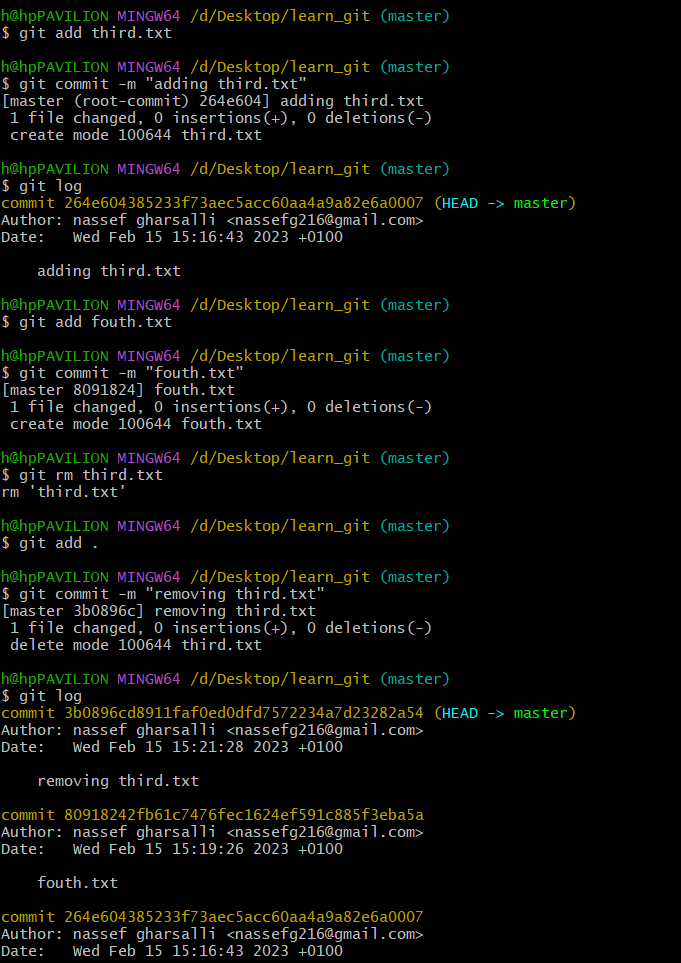 h@hpPAVILION MINGW64 /d/Desktop/learn_git (master)
$ git add third.txt

h@hpPAVILION MINGW64 /d/Desktop/learn_git (master)
$ git commit -m "adding third.txt"
[master (root-commit) 264e604] adding third.txt
 1 file changed, 0 insertions(+), 0 deletions(-)
 create mode 100644 third.txt

h@hpPAVILION MINGW64 /d/Desktop/learn_git (master)
$ git log
commit 264e604385233f73aec5acc60aa4a9a82e6a0007 (HEAD -> master)
Author: nassef gharsalli <nassefg216@gmail.com>
Date:   Wed Feb 15 15:16:43 2023 +0100

    adding third.txt

h@hpPAVILION MINGW64 /d/Desktop/learn_git (master)
$ git add fouth.txt

h@hpPAVILION MINGW64 /d/Desktop/learn_git (master)
$ git commit -m "fouth.txt"
[master 8091824] fouth.txt
 1 file changed, 0 insertions(+), 0 deletions(-)
 create mode 100644 fouth.txt

h@hpPAVILION MINGW64 /d/Desktop/learn_git (master)
$ git rm third.txt
rm 'third.txt'

h@hpPAVILION MINGW64 /d/Desktop/learn_git (master)
$ git add .

h@hpPAVILION MINGW64 /d/Desktop/learn_git (master)
$ git commit -m "removing third.txt"
[master 3b0896c] removing third.txt
 1 file changed, 0 insertions(+), 0 deletions(-)
 delete mode 100644 third.txt

h@hpPAVILION MINGW64 /d/Desktop/learn_git (master)
$ git log
commit 3b0896cd8911faf0ed0dfd7572234a7d23282a54 (HEAD -> master)
Author: nassef gharsalli <nassefg216@gmail.com>
Date:   Wed Feb 15 15:21:28 2023 +0100

    removing third.txt

commit 80918242fb61c7476fec1624ef591c885f3eba5a
Author: nassef gharsalli <nassefg216@gmail.com>
Date:   Wed Feb 15 15:19:26 2023 +0100

    fouth.txt

commit 264e604385233f73aec5acc60aa4a9a82e6a0007
Author: nassef gharsalli <nassefg216@gmail.com>
Date:   Wed Feb 15 15:16:43 2023 +0100